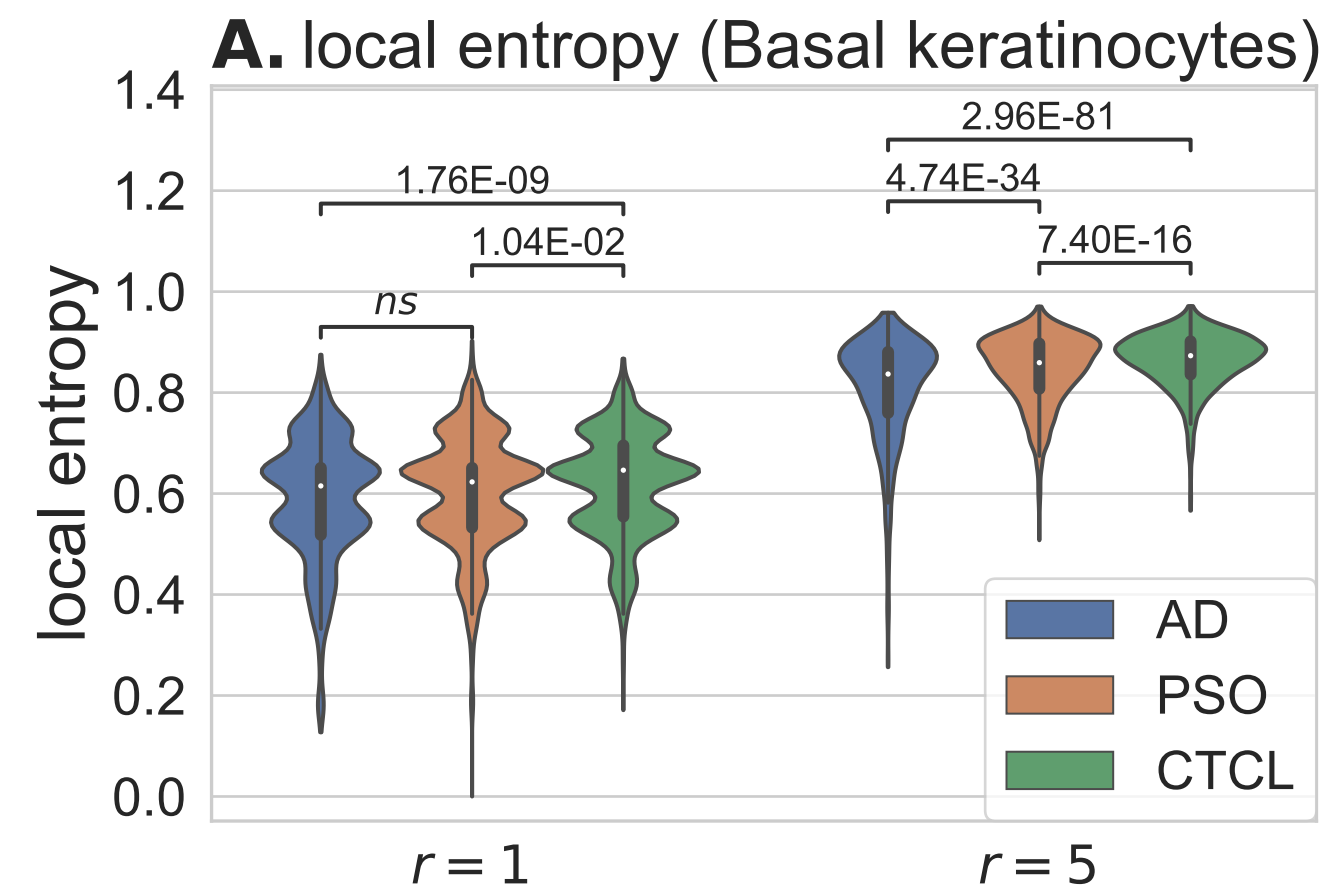 A. local entropy (Basal keratinocytes)
local entropy
1.4
1.2
1.0
0.8
0.6
0.4
0.2
0.0
1.76E-09
1.04E-02
ns
2.96E-81
4.74E-34
7.40E-16
AD
PSO
CTCL
r = 1
r = 5